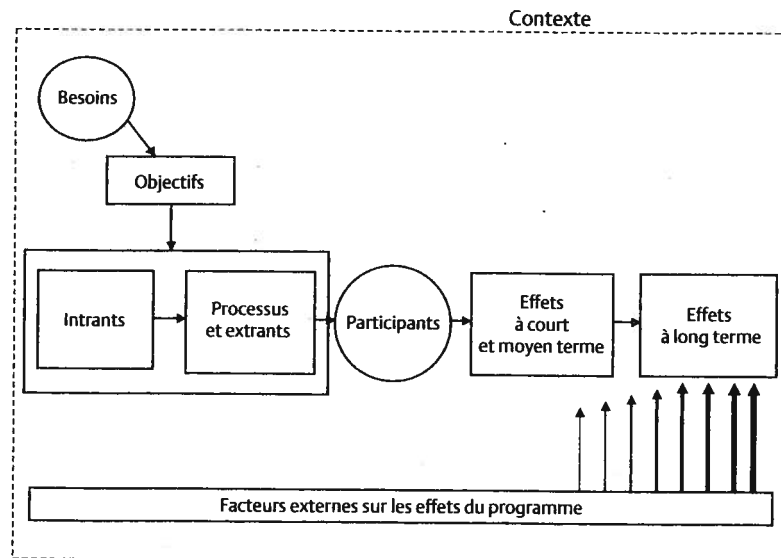 Contexte
Besoins
Objectifs
Intrants
Processus
et extrants
Participants
Effets
à court
et moyen terme
Effets
à long terme
Facteurs externes sur les effets du programme